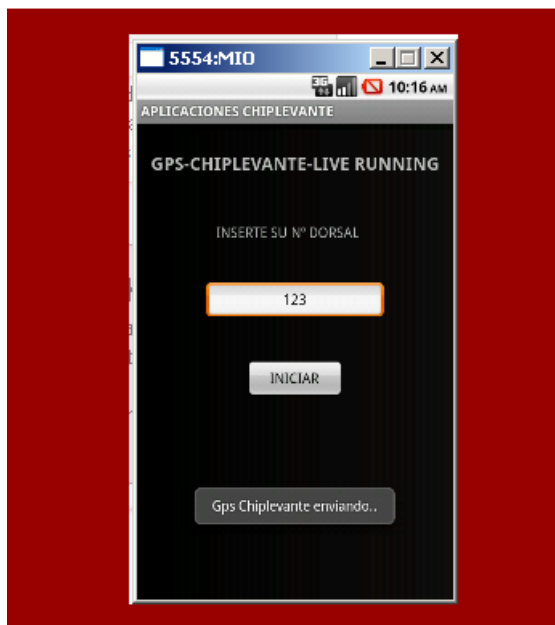 5554:MIO
3G 10:16 AM
APLICACIONES CHIPLEVANTE
GPS-CHIPLEVANTE-LIVE RUNNING
INSERTE SU Nº DORSAL
123
INICIAR
Gps Chiplevante enviando..